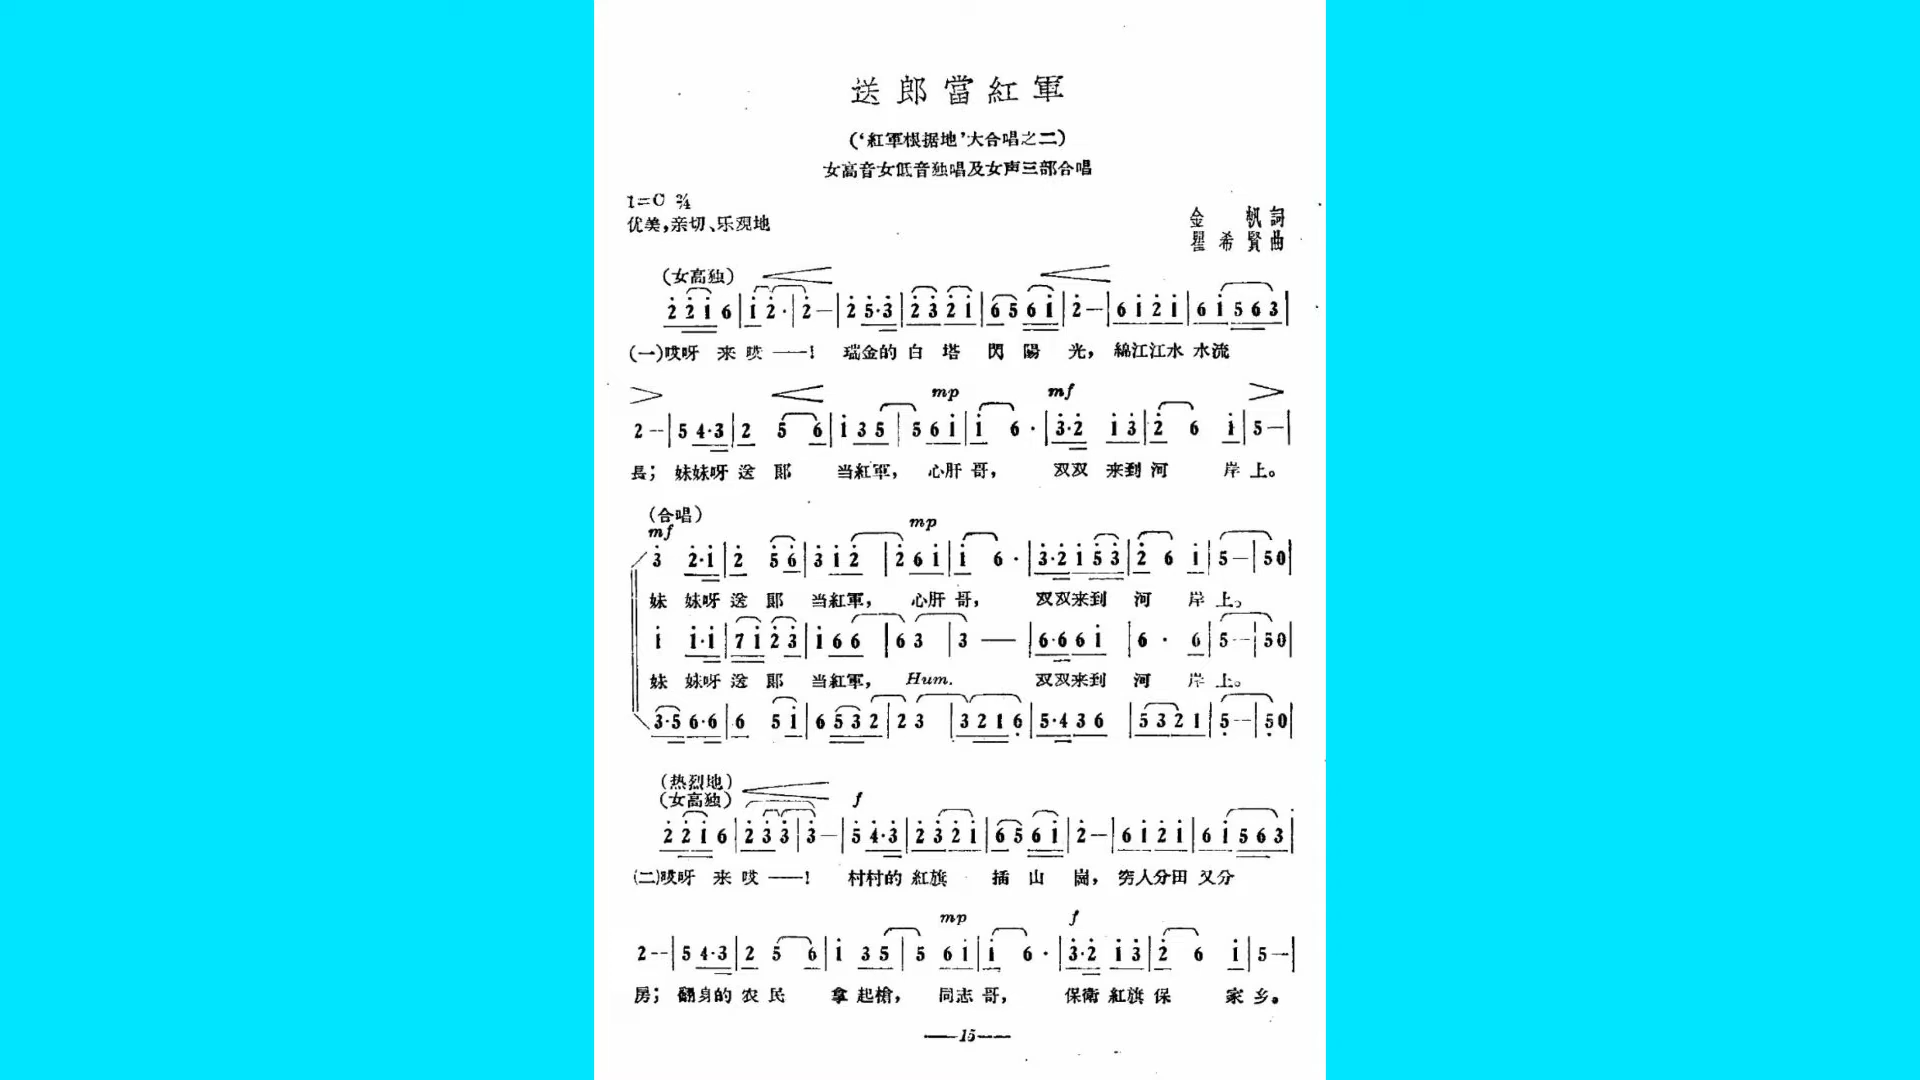 送郎當紅軍
(‘紅軍根据地’大合唱之二)
女高音女低音独唱及女声三部合唱
1=C 2/4
优美，亲切、乐观地
金 帆 詞
瞿希賢 曲
(女高独)
2 2 1 6 | 1 2 · | 2 — | 2 5·3 | 2 3 2 1 | 6 5 6 1 | 2 — | 6 1 2 1 | 6 1 5 6 3 |
(一)哎呀 来 哎 ——! 瑞金的 白 塔 閃 陽 光， 綿江江水 水流
mp mf
2 — | 5 4·3 | 2 5 6 | 1 3 5 | 5 6 1 | 1 6 · | 3·2 1 3 | 2 6 1 | 5 — |
長； 妹妹呀 送 郎 当紅軍， 心肝 哥， 双双 来到 河 岸 上。
(合唱)
mf mp
3 2·1 | 2 5 6 | 3 1 2 | 2 6 1 | 1 6 · | 3·2 1 5 3 | 2 6 1 | 5 — | 5 0 |
妹 妹呀 送 郎 当紅軍， 心肝 哥， 双双来到 河 岸 上。
1 1·1 | 7 1 2 3 | 1 6 6 | 6 3 | 3 — | 6·6 6 1 | 6 · 6 | 5 — | 5 0 |
妹 妹呀 送 郎 当紅軍， Hum. 双双来到 河 岸 上。
3·5 6·6 | 6 5 1 | 6 5 3 2 | 2 3 | 3 2 1 6 | 5·4 3 6 | 5 3 2 1 | 5 — | 5 0 |
(热烈地)
(女高独) f
2 2 1 6 | 2 3 3 | 3 — | 5 4·3 | 2 3 2 1 | 6 5 6 1 | 2 — | 6 1 2 1 | 6 1 5 6 3 |
(二)哎呀 来 哎 ——! 村村的 紅旗 插 山 崗， 穷人分田 又分
mp f
2 — | 5 4·3 | 2 5 6 | 1 3 5 | 5 6 1 | 1 6 · | 3·2 1 3 | 2 6 1 | 5 — |
房； 翻身的 农 民 拿 起槍， 同志 哥， 保衛 紅旗 保 家 乡。
—15—